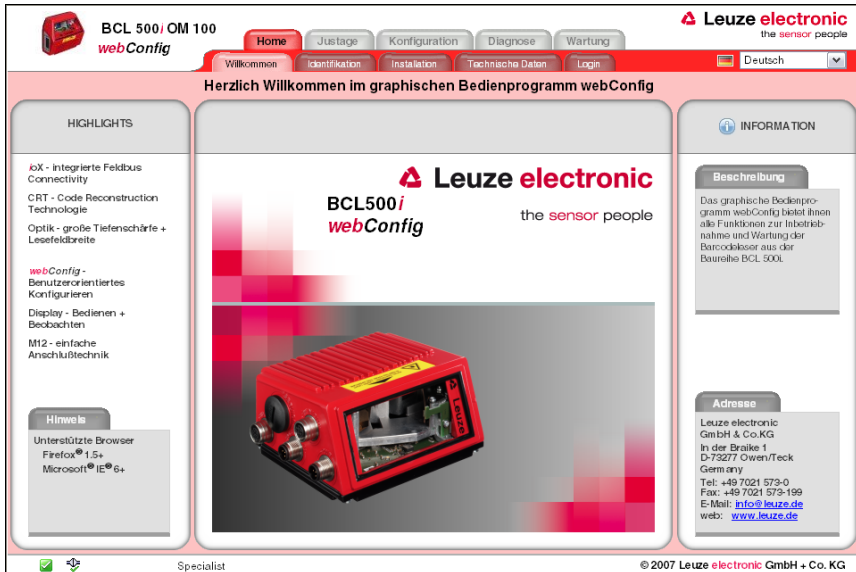 BCL 500i OM 100
webConfig
Home
Justage
Konfiguration
Diagnose
Wartung
Leuze electronic
the sensor people
Willkommen
Identifikation
Installation
Technische Daten
Login
Deutsch
Herzlich Willkommen im graphischen Bedienprogramm webConfig
HIGHLIGHTS
ioX - integrierte Feldbus
Connectivity
CRT - Code Reconstruction
Technologie
Optik - große Tiefenschärfe +
Lesefeldbreite
webConfig -
Benutzerorientiertes
Konfigurieren
Display - Bedienen +
Beobachten
M12 - einfache
Anschlußtechnik
Hinweis
Unterstützte Browser
Firefox® 1.5+
Microsoft® IE® 6+
Leuze electronic
BCL500i
webConfig
the sensor people
Leuze
INFORMATION
Beschreibung
Das graphische Bedienpro-
gramm webConfig bietet ihnen
alle Funktionen zur Inbetrieb-
nahme und Wartung der
Barcodeleser aus der
Baureihe BCL 500i.
Adresse
Leuze electronic
GmbH & Co.KG
In der Braike 1
D-73277 Owen/Teck
Germany
Tel: +49 7021 573-0
Fax: +49 7021 573-199
E-Mail: info@leuze.de
web: www.leuze.de
Specialist
© 2007 Leuze electronic GmbH + Co. KG